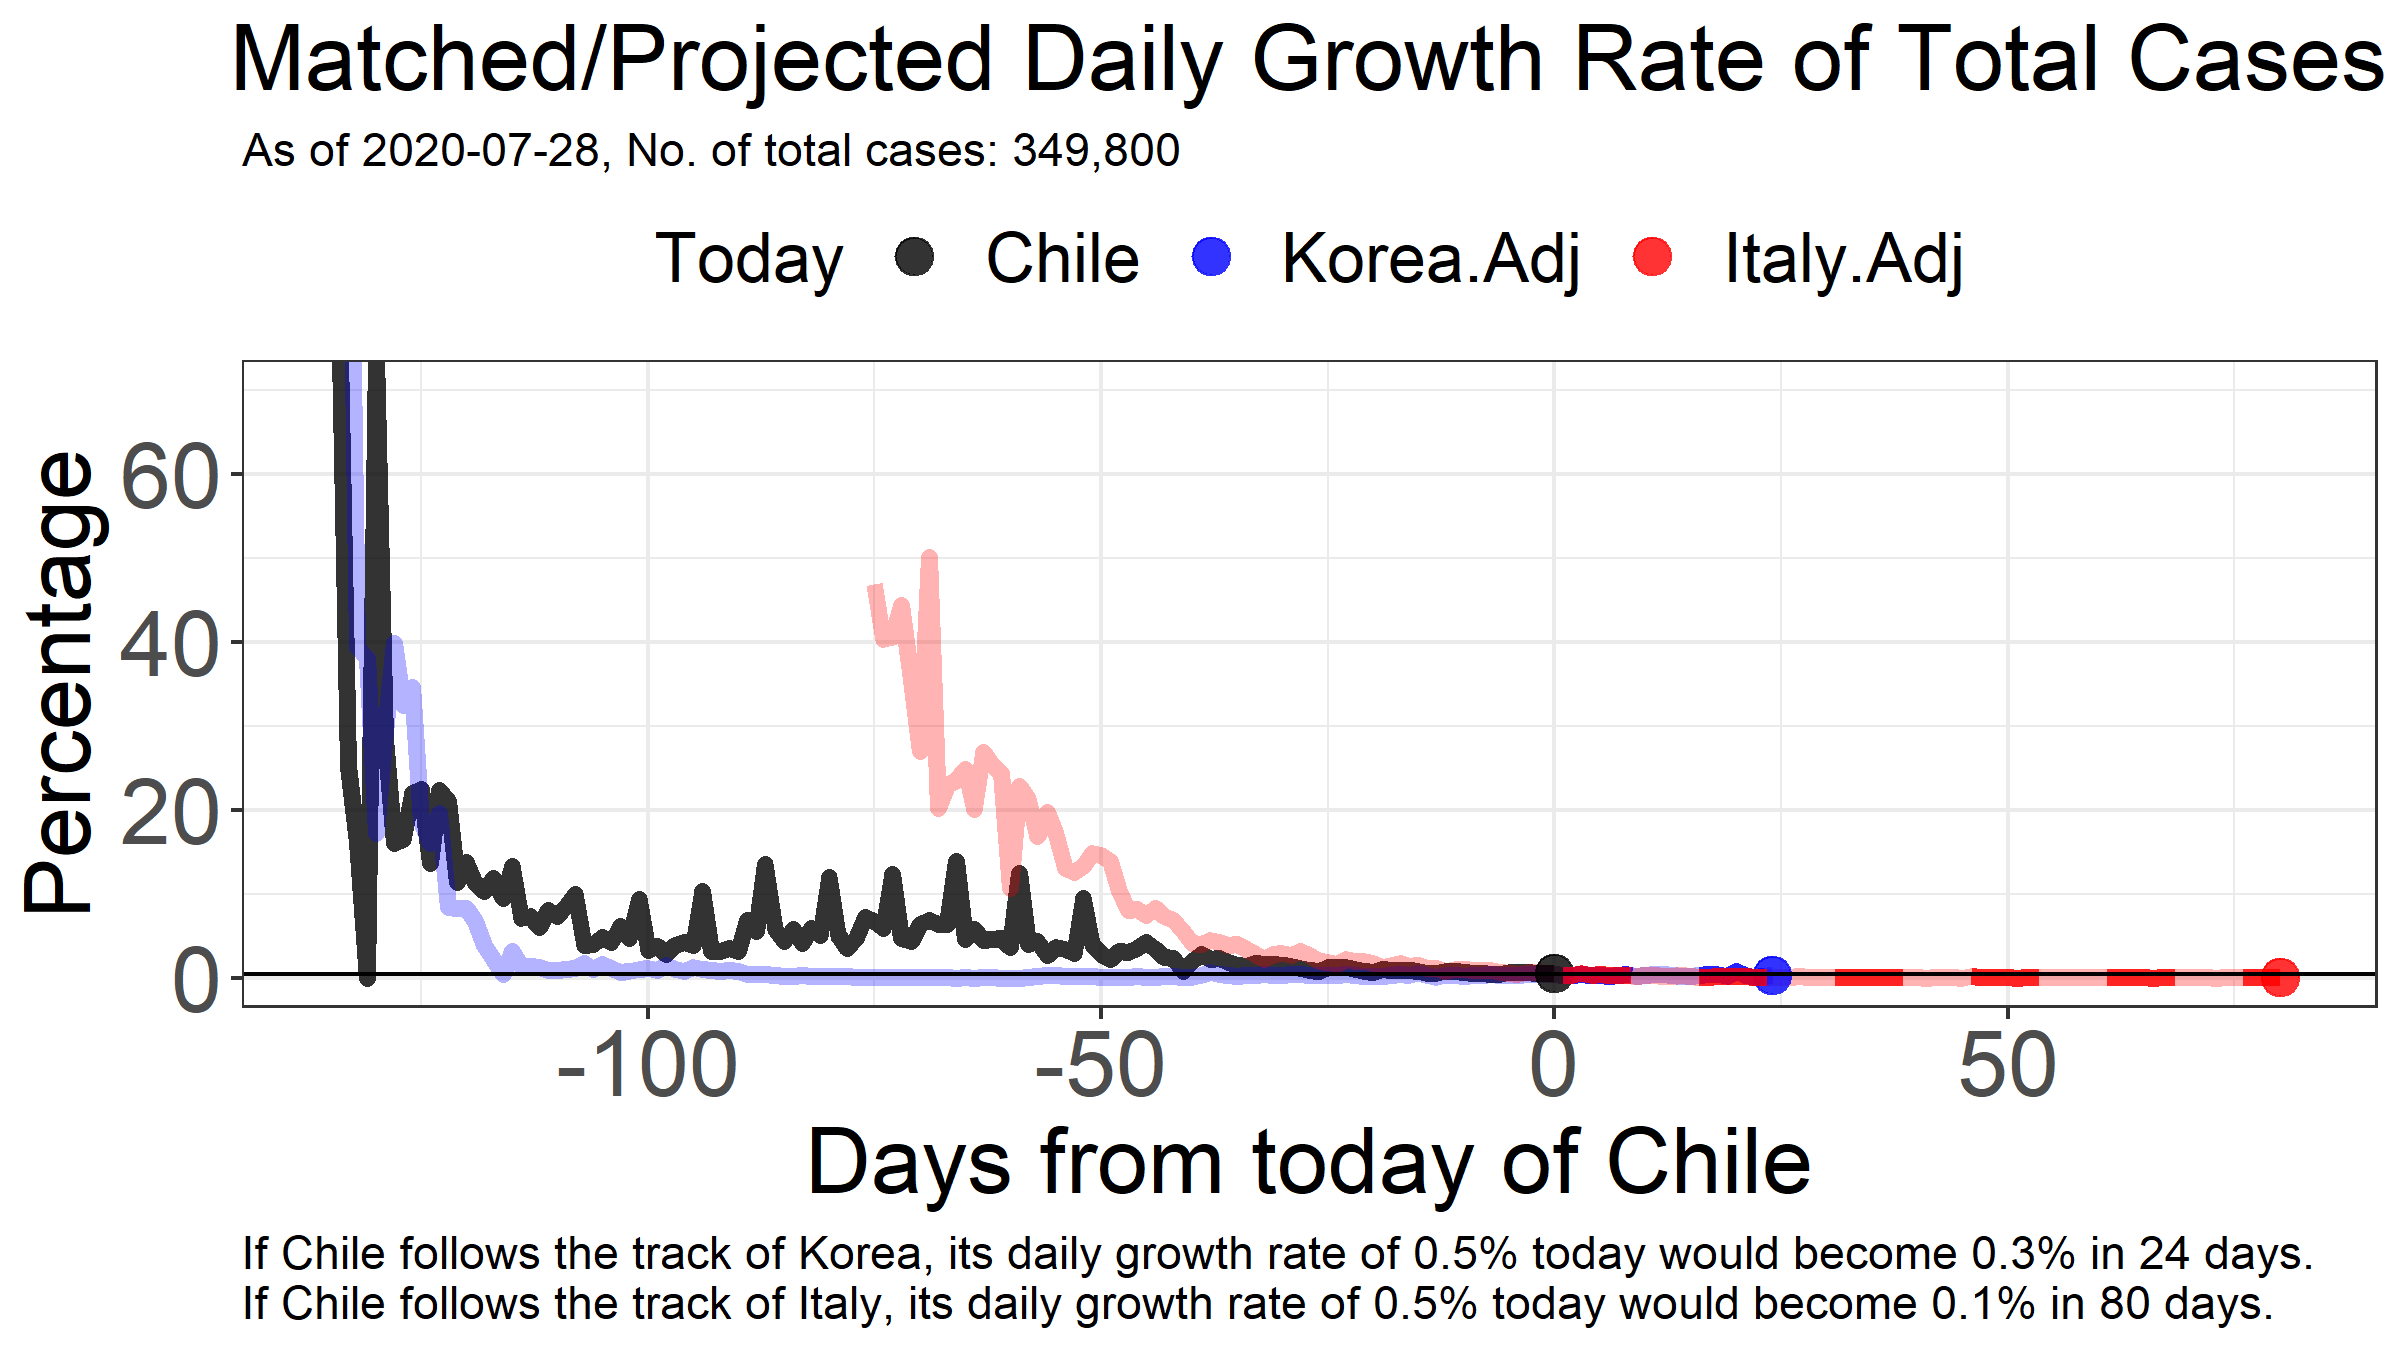 Matched/Projected Daily Growth Rate of Total Cases
As of 2020-07-28, No. of total cases: 349,800
Today Chile Korea.Adj Italy.Adj
Percentage
60
40
20
0
-100 -50 0 50
Days from today of Chile
If Chile follows the track of Korea, its daily growth rate of 0.5% today would become 0.3% in 24 days.
If Chile follows the track of Italy, its daily growth rate of 0.5% today would become 0.1% in 80 days.